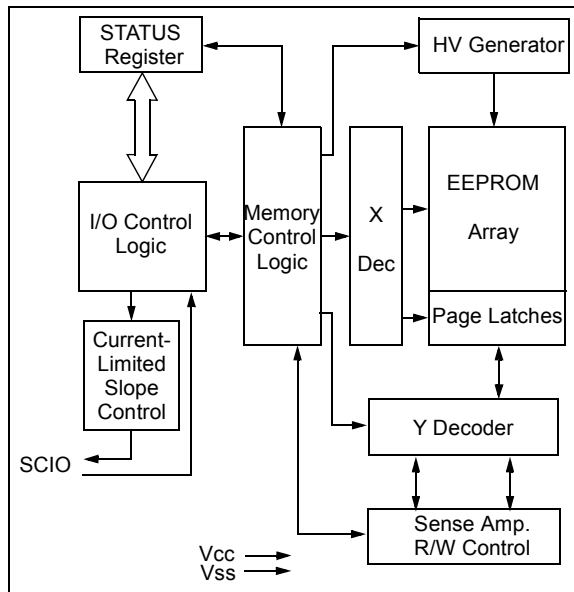 STATUS
Register
HV Generator
I/O Control
Logic
Memory
Control
Logic
X
Dec
EEPROM
Array
Page Latches
Current-
Limited
Slope
Control
SCIO
Y Decoder
Sense Amp.
R/W Control
Vcc
Vss